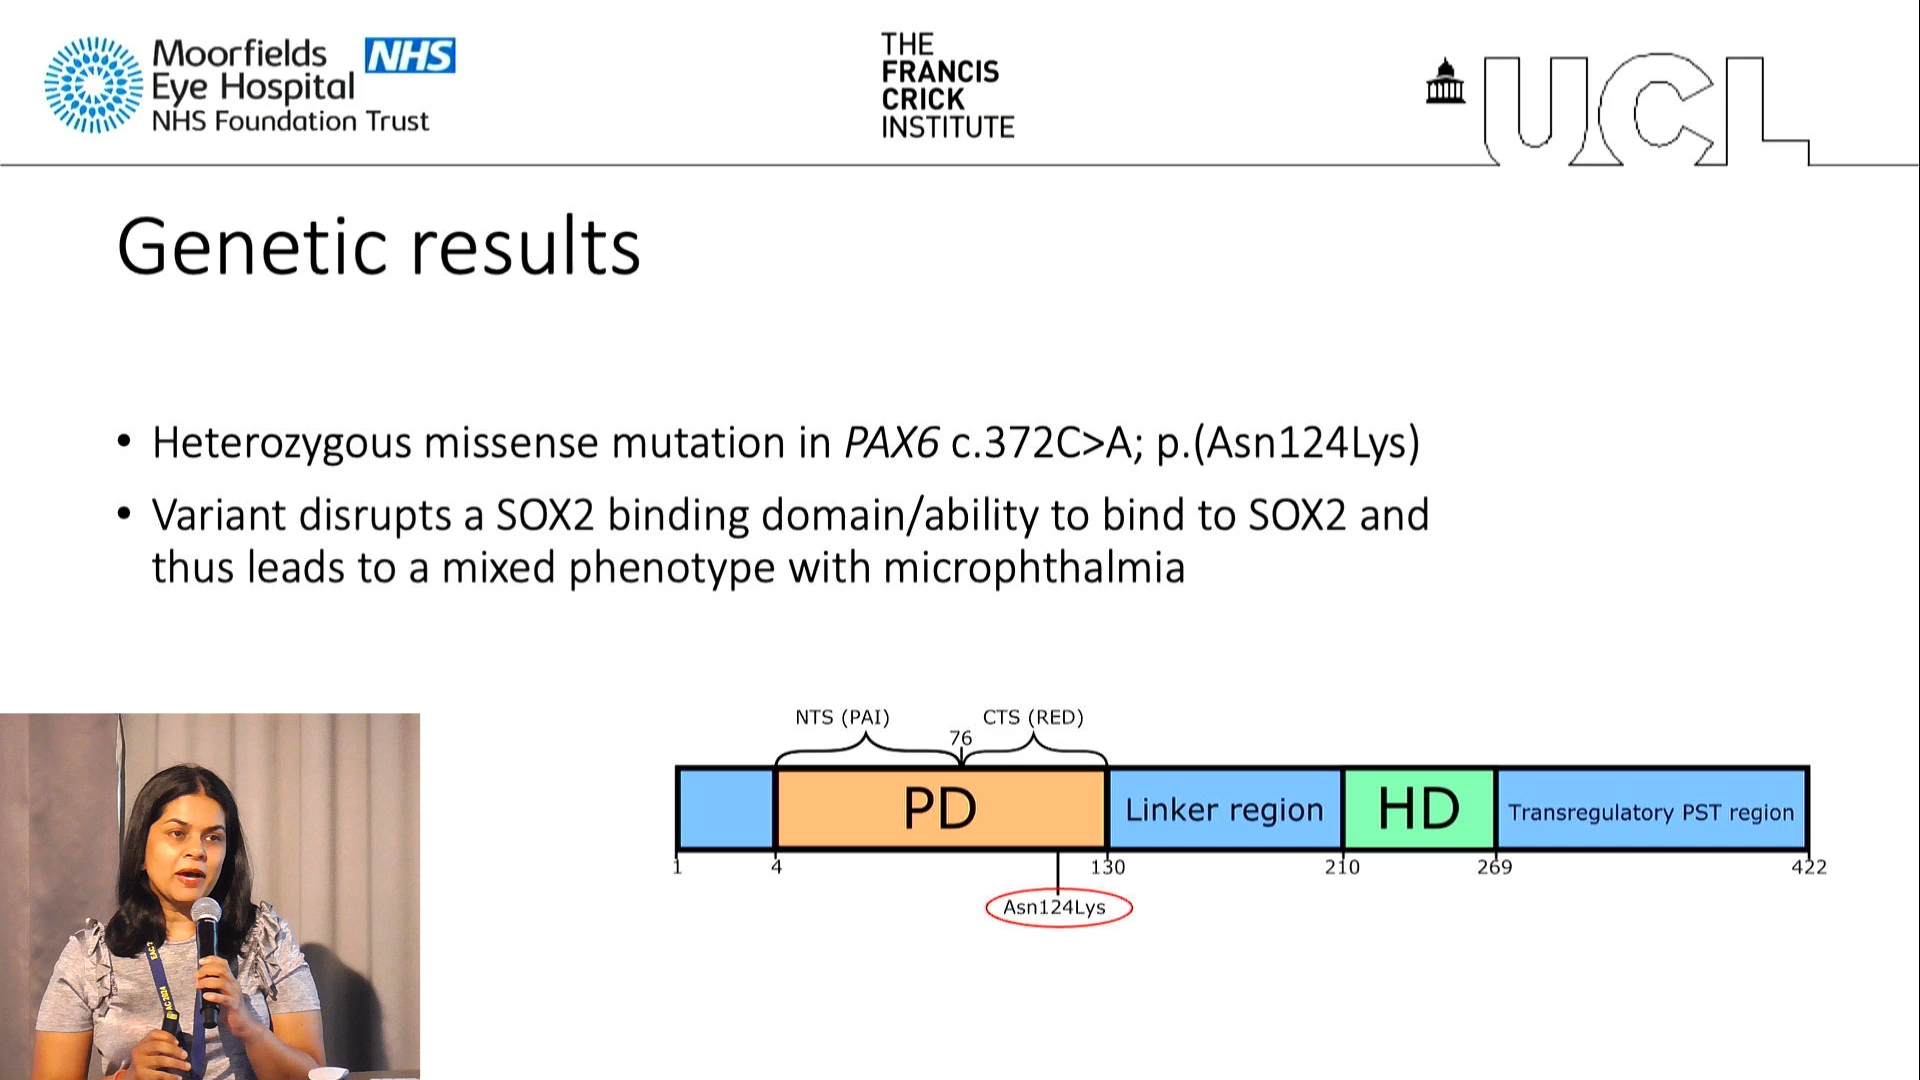 Moorfields
Eye Hospital
NHS Foundation Trust
NHS
THE
FRANCIS
CRICK
INSTITUTE
UCL
Genetic results
• Heterozygous missense mutation in PAX6 c.372C>A; p.(Asn124Lys)
• Variant disrupts a SOX2 binding domain/ability to bind to SOX2 and
thus leads to a mixed phenotype with microphthalmia
NTS (PAI)
76
CTS (RED)
PD
Linker region
HD
Transregulatory PST region
1
4
130
210
269
422
Asn124Lys